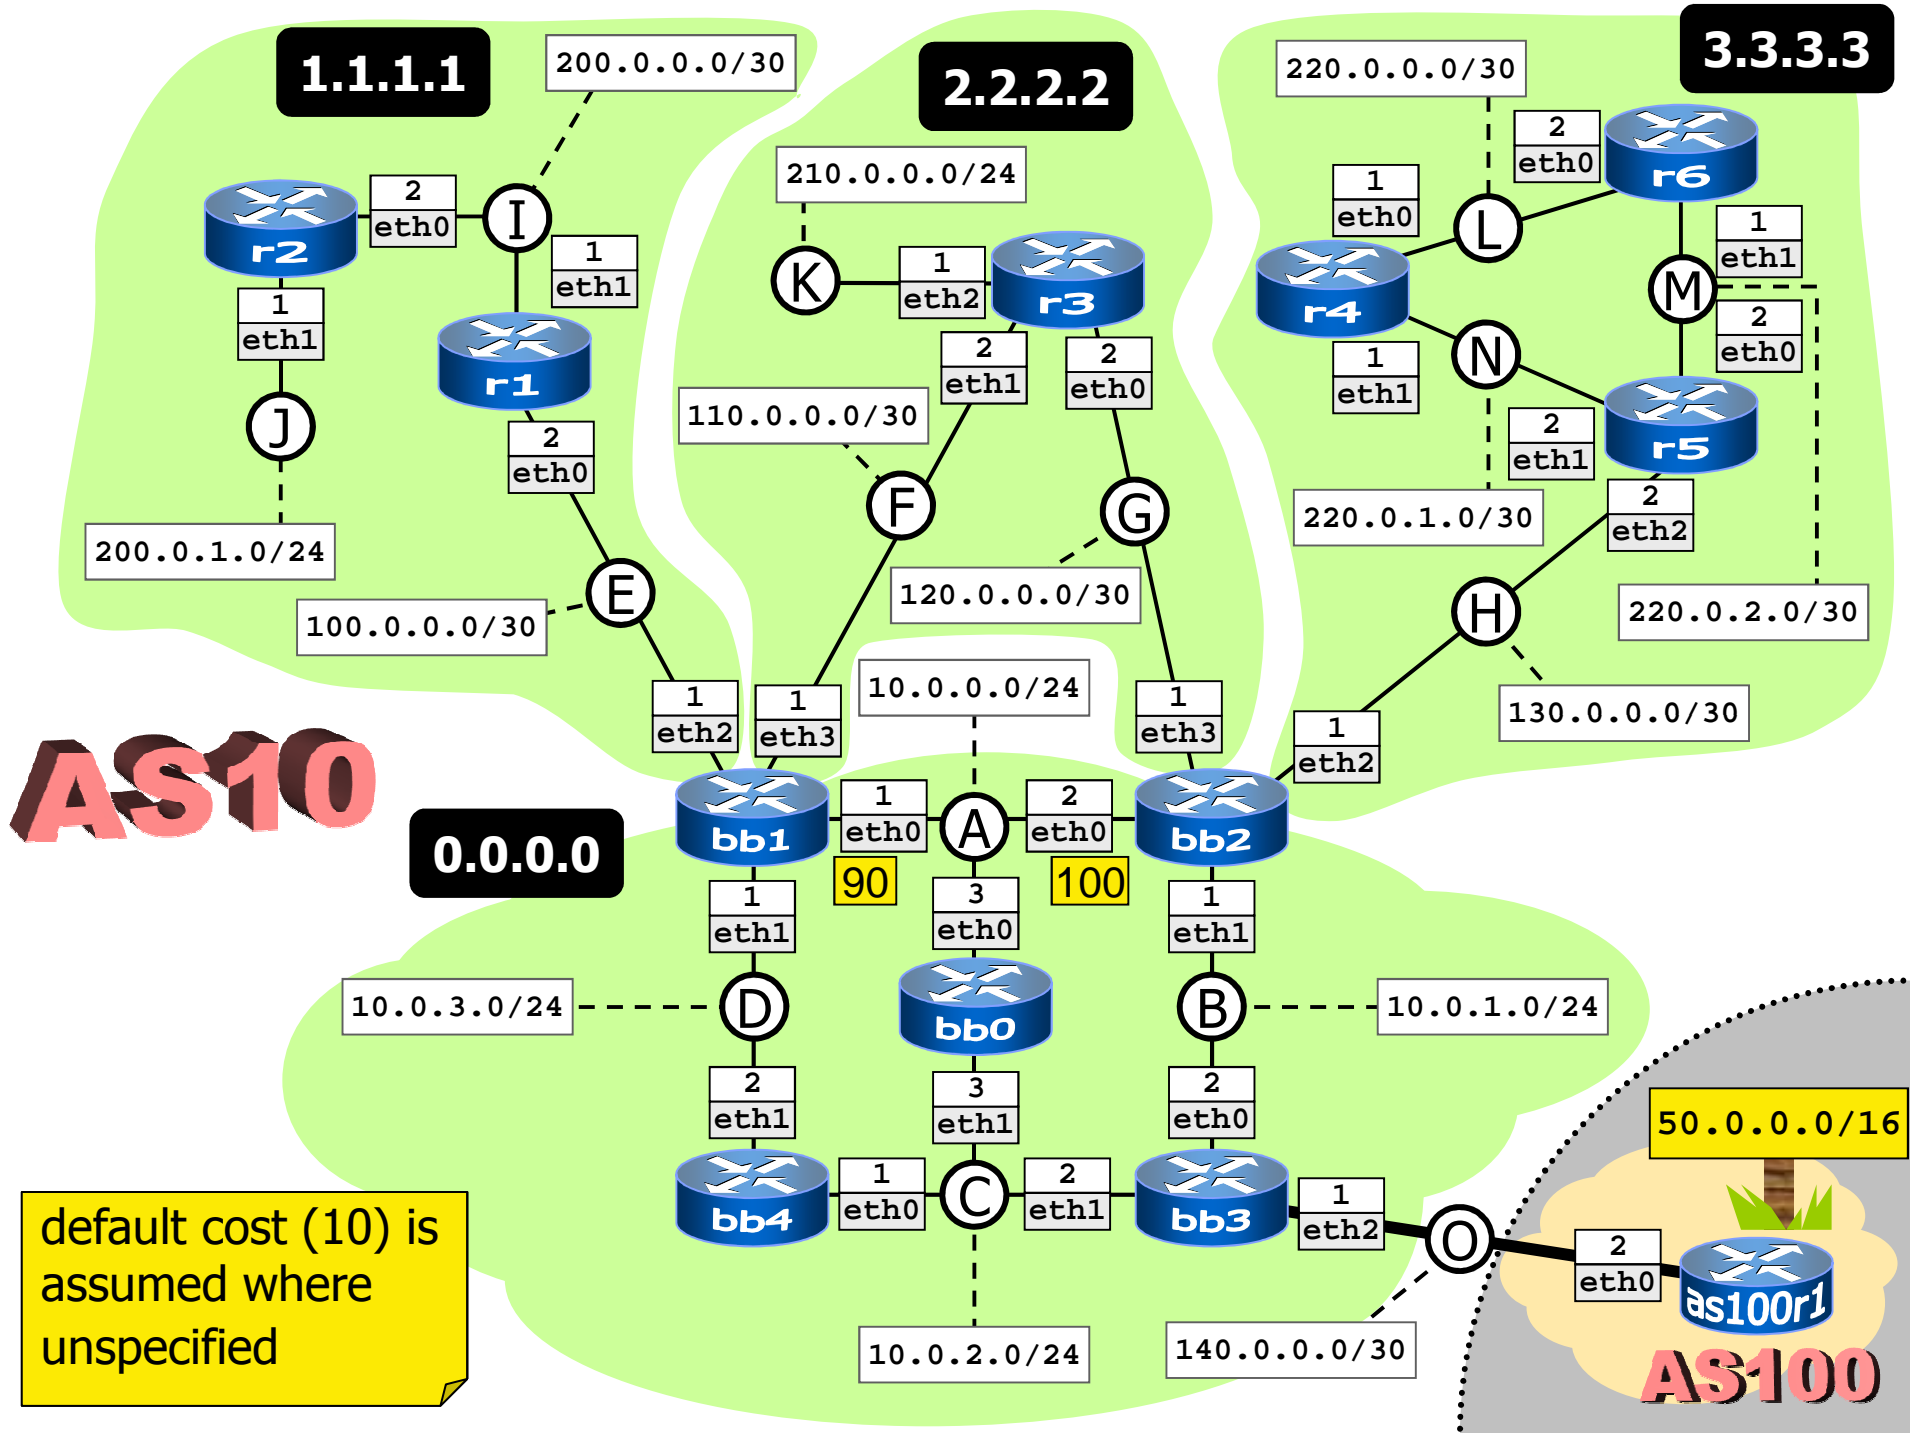 1.1.1.1
200.0.0.0/30
2.2.2.2
220.0.0.0/30
3.3.3.3
210.0.0.0/24
r2
2
eth0
I
1
eth1
1
eth1
r1
J
2
eth0
200.0.1.0/24
100.0.0.0/30
E
1
eth2
K
1
eth2
r3
2
eth1
2
eth0
110.0.0.0/30
F
G
120.0.0.0/30
1
eth3
10.0.0.0/24
1
eth3
1
eth0
L
2
eth0
r6
1
eth1
r4
M
2
eth0
N
1
eth1
2
eth1
r5
220.0.1.0/30
2
eth2
H
220.0.2.0/30
130.0.0.0/30
1
eth2
AS10
0.0.0.0
bb1
1
eth0
A
2
eth0
bb2
90
100
1
eth1
3
eth0
1
eth1
10.0.3.0/24
D
bb0
B
10.0.1.0/24
2
eth1
3
eth1
2
eth0
bb4
1
eth0
C
2
eth1
bb3
1
eth2
O
2
eth0
as100r1
50.0.0.0/16
10.0.2.0/24
140.0.0.0/30
AS100
default cost (10) is
assumed where
unspecified